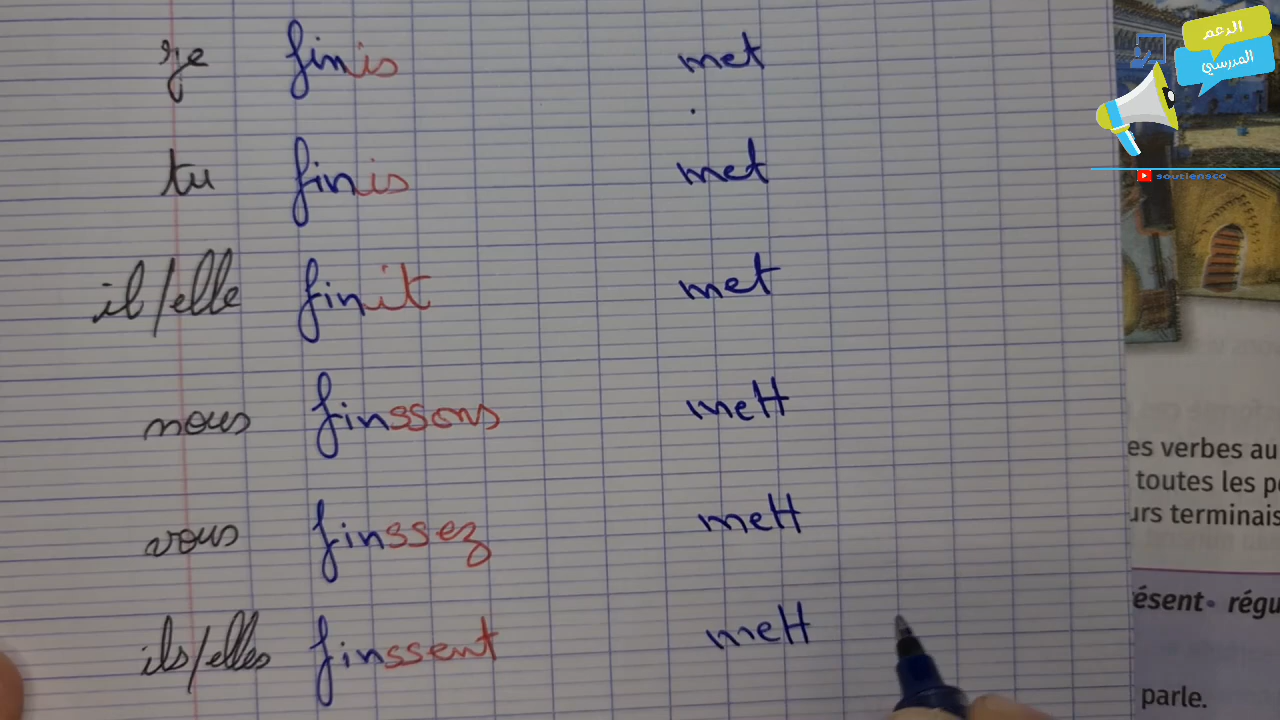 je finis met
tu finis met
il/elle finit met
nous finssons mett
vous finssez mett
ils/elles finssent mett
الدعم
المدرسي
soutiensco
es verbes au
toutes les p
urs terminais
ésent • régu
parle.